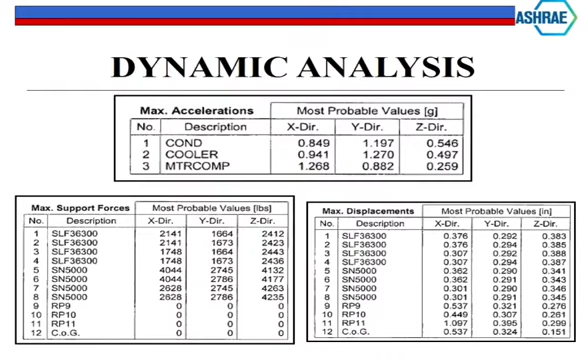 ASHRAE
DYNAMIC ANALYSIS
Max. Accelerations Most Probable Values [g]
No. Description X-Dir. Y-Dir. Z-Dir.
1 COND 0.849 1.197 0.546
2 COOLER 0.941 1.270 0.497
3 MTRCOMP 1.268 0.882 0.259
Max. Support Forces Most Probable Values [lbs]
No. Description X-Dir. Y-Dir. Z-Dir.
1 SLF36300 2141 1664 2412
2 SLF36300 2141 1673 2423
3 SLF36300 1748 1664 2443
4 SLF36300 1748 1673 2436
5 SN5000 4044 2745 4132
6 SN5000 4044 2786 4177
7 SN5000 2628 2745 4263
8 SN5000 2628 2786 4235
9 RP9 0 0 0
10 RP10 0 0 0
11 RP11 0 0 0
12 C.o.G. 0 0 0
Max. Displacements Most Probable Values [in]
No. Description X-Dir. Y-Dir. Z-Dir.
1 SLF36300 0.376 0.292 0.383
2 SLF36300 0.376 0.294 0.385
3 SLF36300 0.307 0.292 0.388
4 SLF36300 0.307 0.294 0.387
5 SN5000 0.362 0.290 0.341
6 SN5000 0.362 0.291 0.343
7 SN5000 0.301 0.290 0.346
8 SN5000 0.301 0.291 0.345
9 RP9 0.537 0.321 0.276
10 RP10 0.449 0.307 0.261
11 RP11 1.097 0.395 0.299
12 C.o.G. 0.537 0.324 0.151